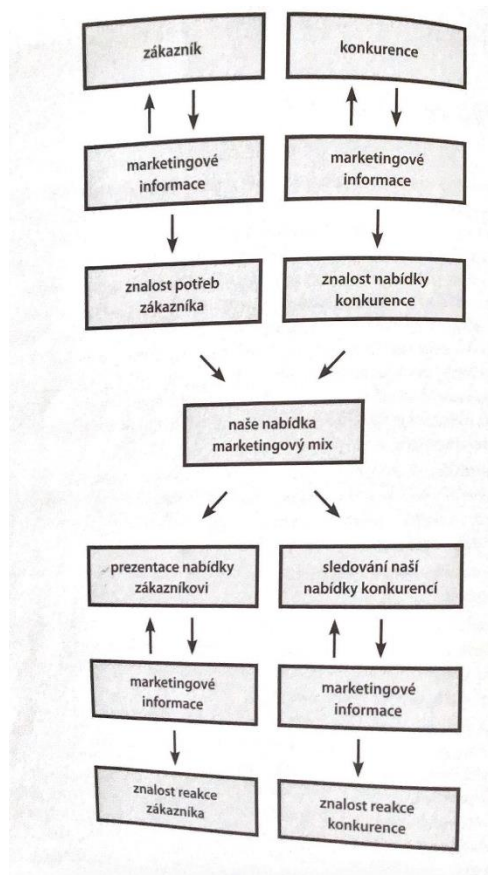 zákazník
konkurence
marketingové
informace
marketingové
informace
znalost potřeb
zákazníka
znalost nabídky
konkurence
naše nabídka
marketingový mix
prezentace nabídky
zákazníkovi
sledování naší
nabídky konkurencí
marketingové
informace
marketingové
informace
znalost reakce
zákazníka
znalost reakce
konkurence